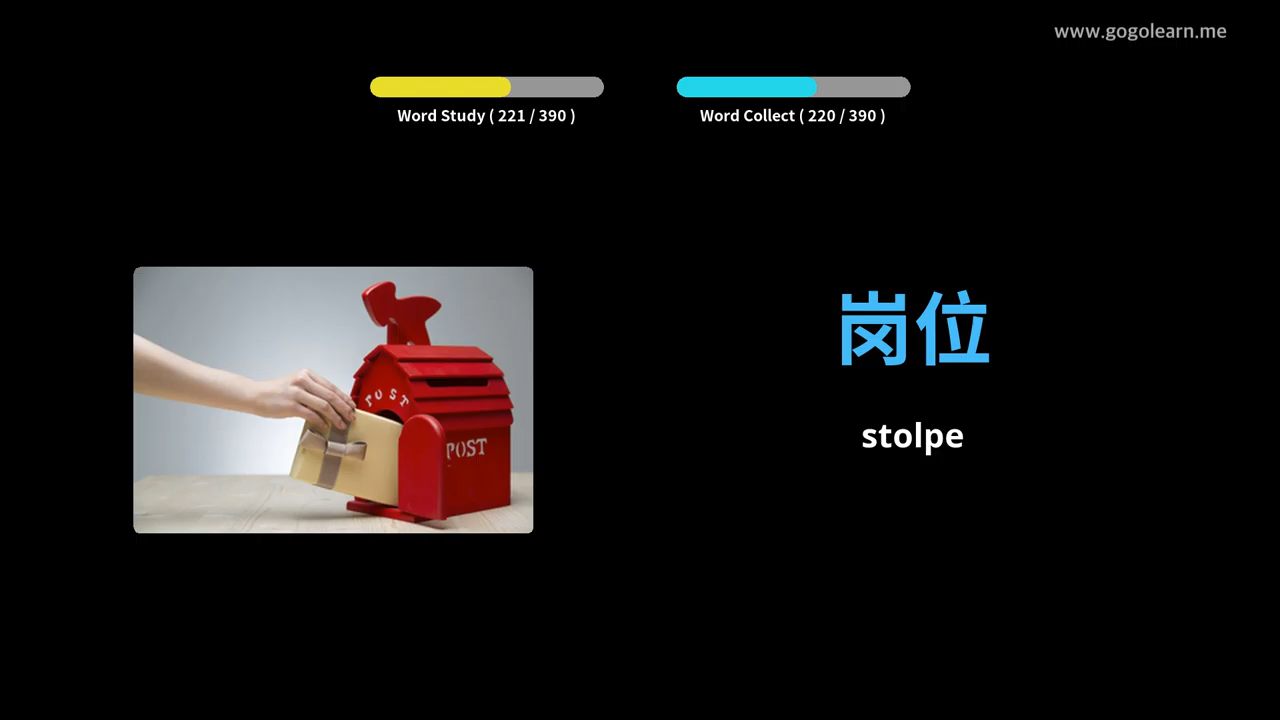 www.gogolearn.me
Word Study ( 221 / 390 )
Word Collect ( 220 / 390 )
POST
POST
岗位
stolpe